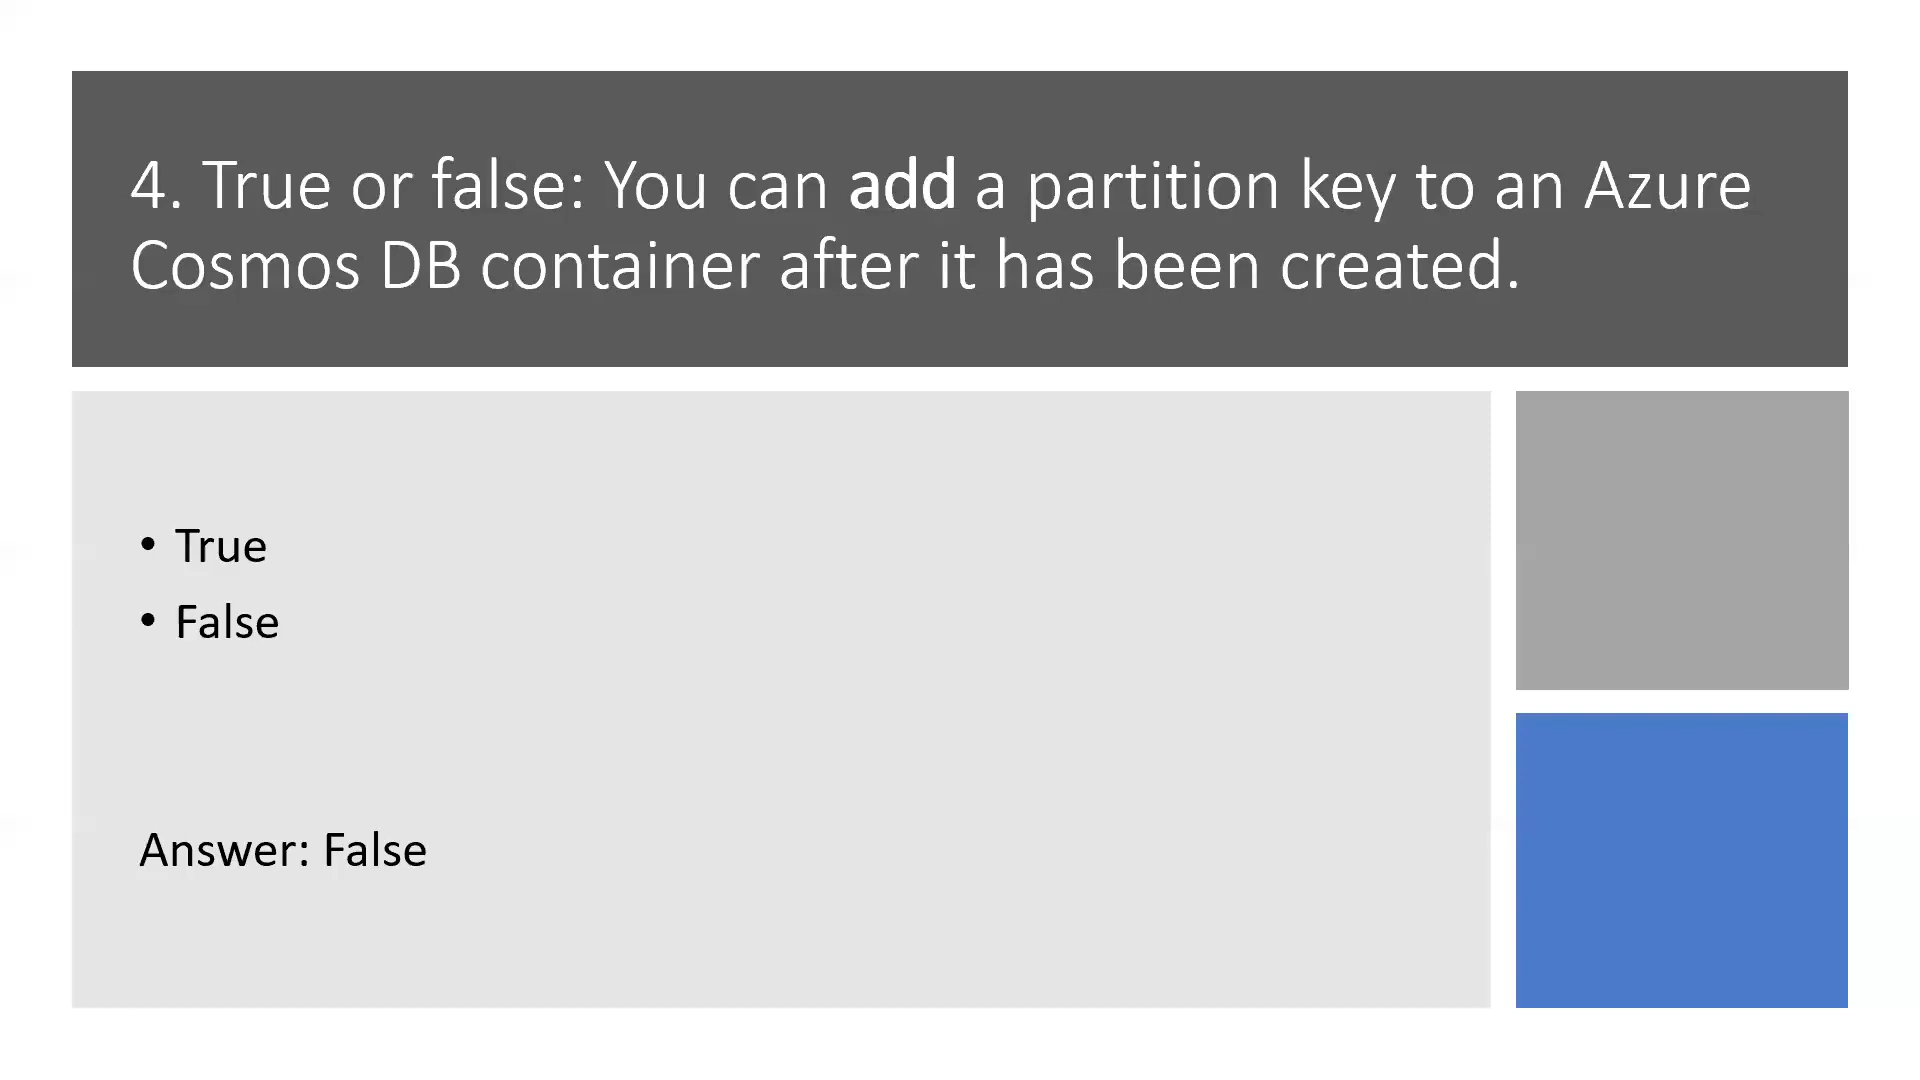 4. True or false: You can add a partition key to an Azure
Cosmos DB container after it has been created.
• True
• False
Answer: False